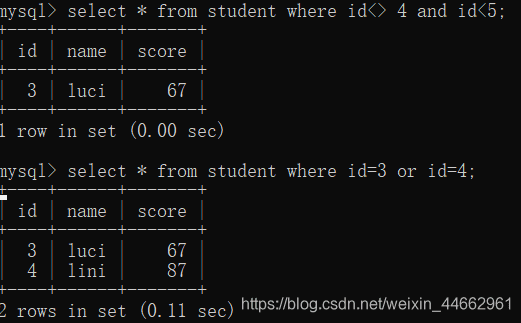 mysql> select * from student where id<> 4 and id<5;
+----+------+-------+
| id | name | score |
+----+------+-------+
|  3 | luci |    67 |
+----+------+-------+
1 row in set (0.00 sec)
mysql> select * from student where id=3 or id=4;
+----+------+-------+
| id | name | score |
+----+------+-------+
|  3 | luci |    67 |
|  4 | lini |    87 |
+----+------+-------+
2 rows in set (0.11 sec)
https://blog.csdn.net/weixin_44662961